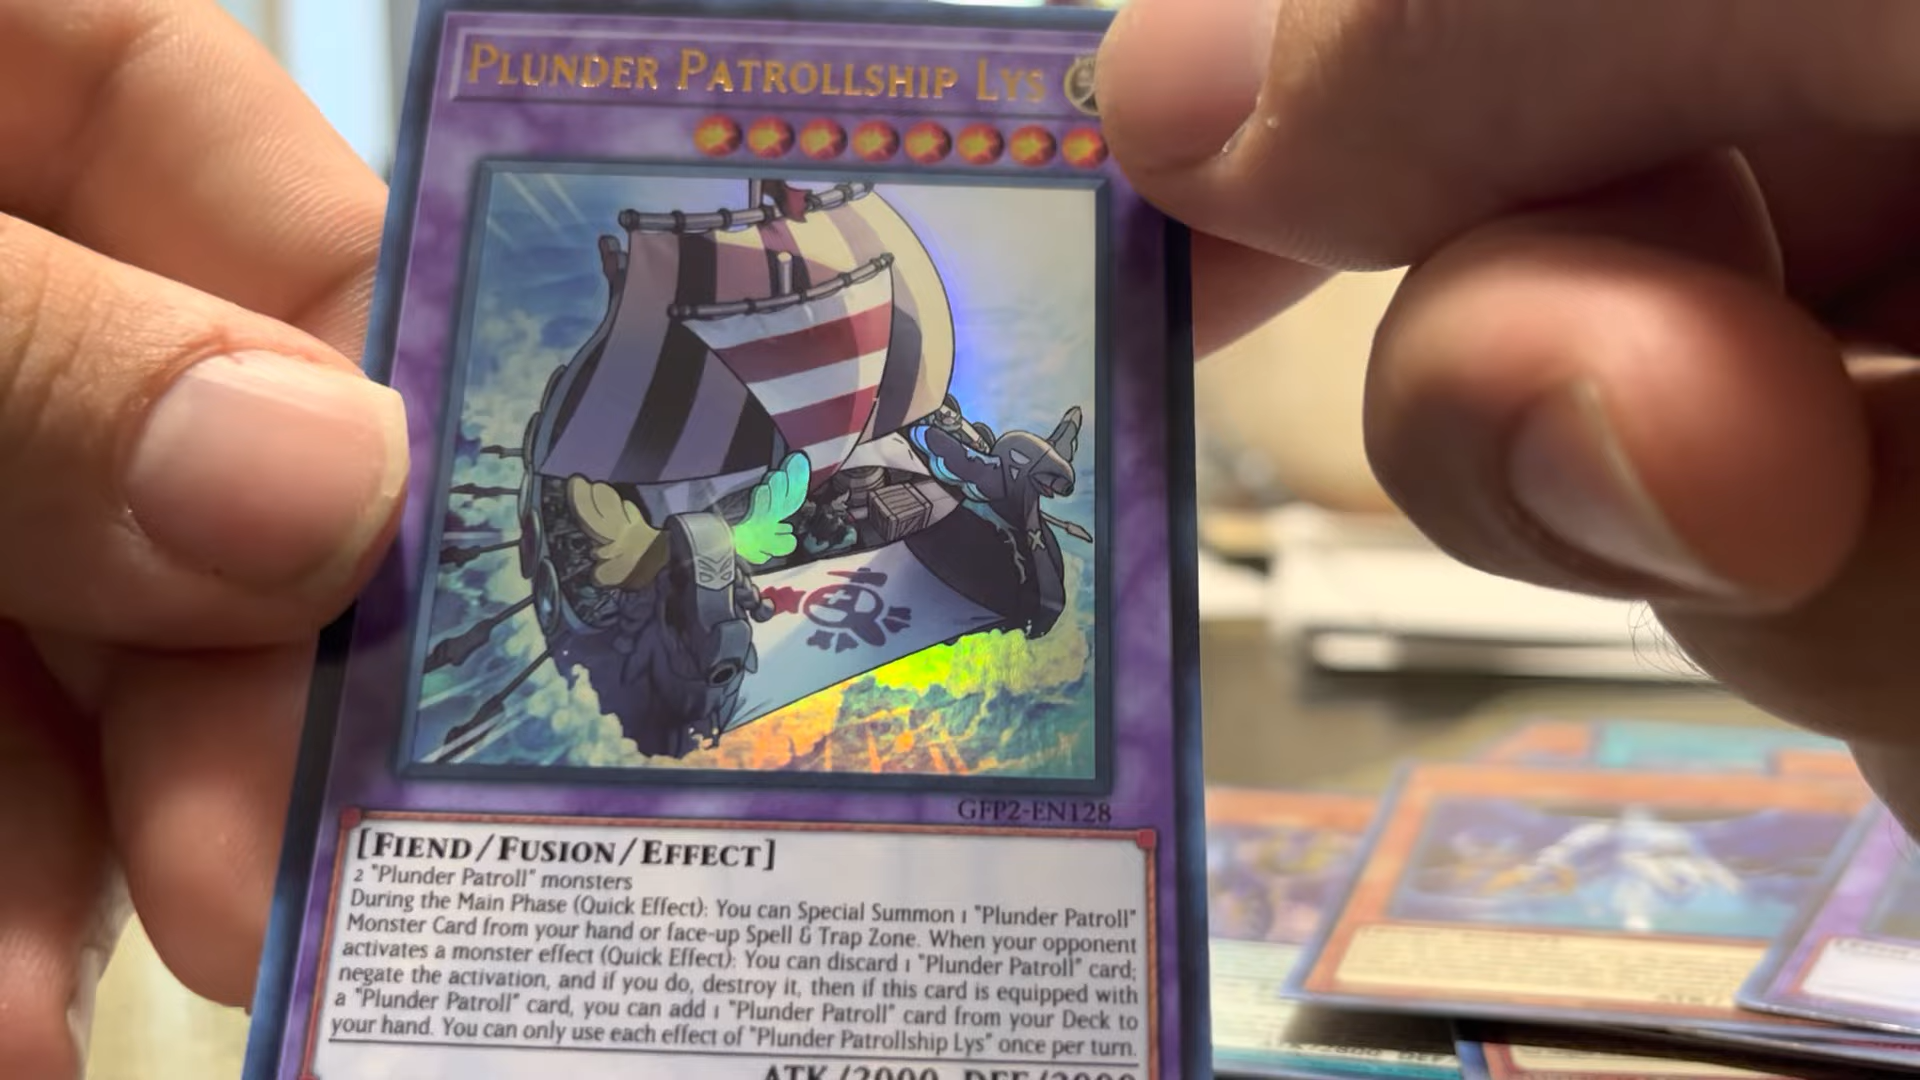 PLUNDER PATROLLSHIP LYS
GFP2-EN128
[FIEND/FUSION/EFFECT]
2 "Plunder Patroll" monsters
During the Main Phase (Quick Effect): You can Special Summon 1 "Plunder Patroll"
Monster Card from your hand or face-up Spell & Trap Zone. When your opponent
activates a monster effect (Quick Effect): You can discard 1 "Plunder Patroll" card;
negate the activation, and if you do, destroy it, then if this card is equipped with
a "Plunder Patroll" card, you can add 1 "Plunder Patroll" card from your Deck to
your hand. You can only use each effect of "Plunder Patrollship Lys" once per turn.
ATK/2000 DEF/2000